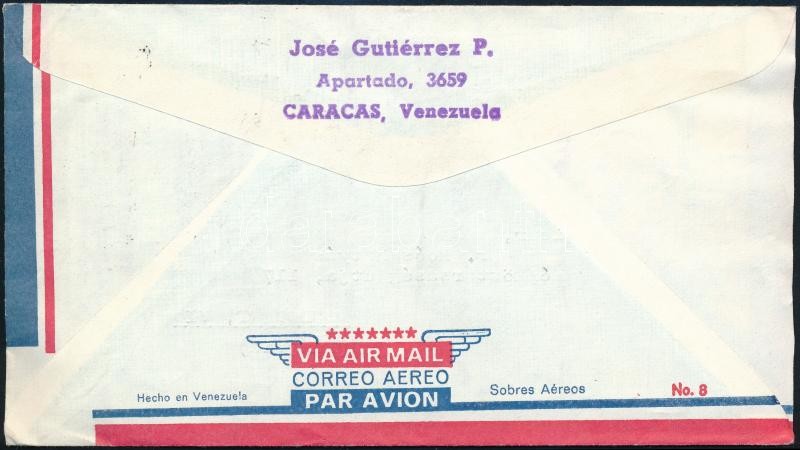 José Gutiérrez P.
Apartado, 3659
CARACAS, Venezuela
VIA AIR MAIL
CORREO AEREO
PAR AVION
Hecho en Venezuela
Sobres Aéreos
No. 8